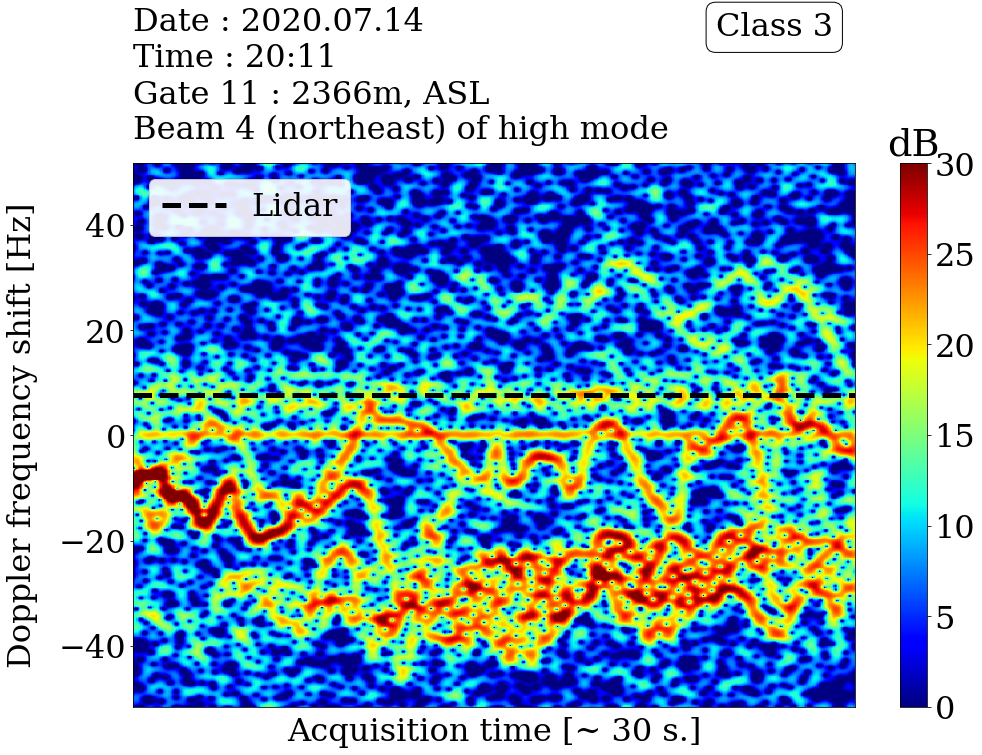 Date : 2020.07.14
Time : 20:11
Gate 11 : 2366m, ASL
Beam 4 (northeast) of high mode
Class 3
dB
Lidar
Doppler frequency shift [Hz]
40
20
0
−20
−40
30
25
20
15
10
5
0
Acquisition time [~ 30 s.]